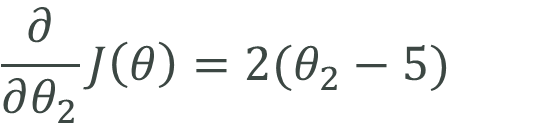 ∂/∂θ₂ J(θ) = 2(θ₂ − 5)